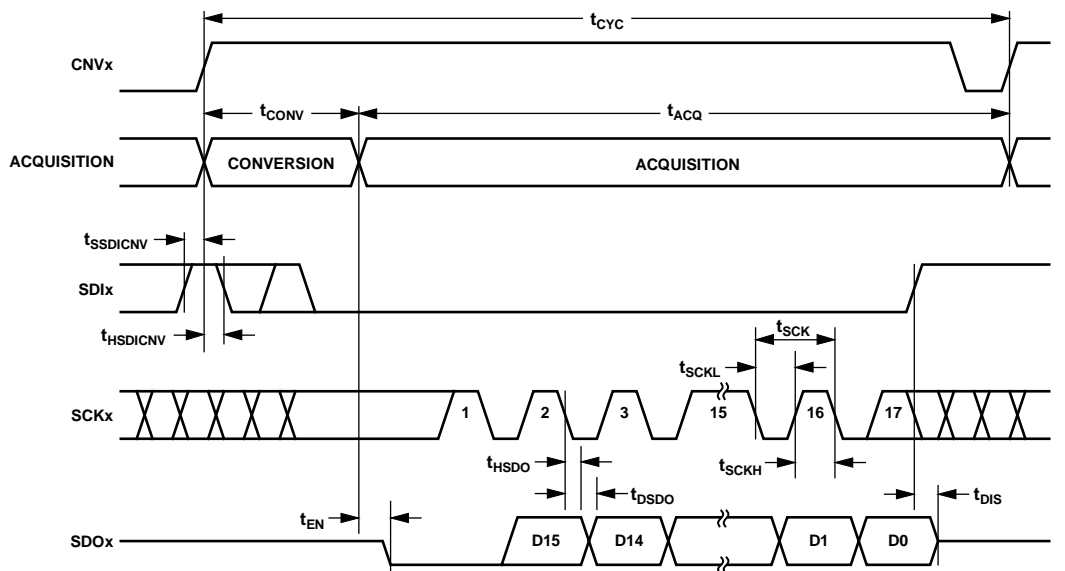 tCYC
CNVx
tCONV
tACQ
ACQUISITION
CONVERSION
ACQUISITION
tSSDICNV
SDIx
tHSDICNV
tSCK
tSCKL
SCKx
1
2
3
15
16
17
tHSDO
tSCKH
tDSDO
tDIS
tEN
SDOx
D15
D14
D1
D0